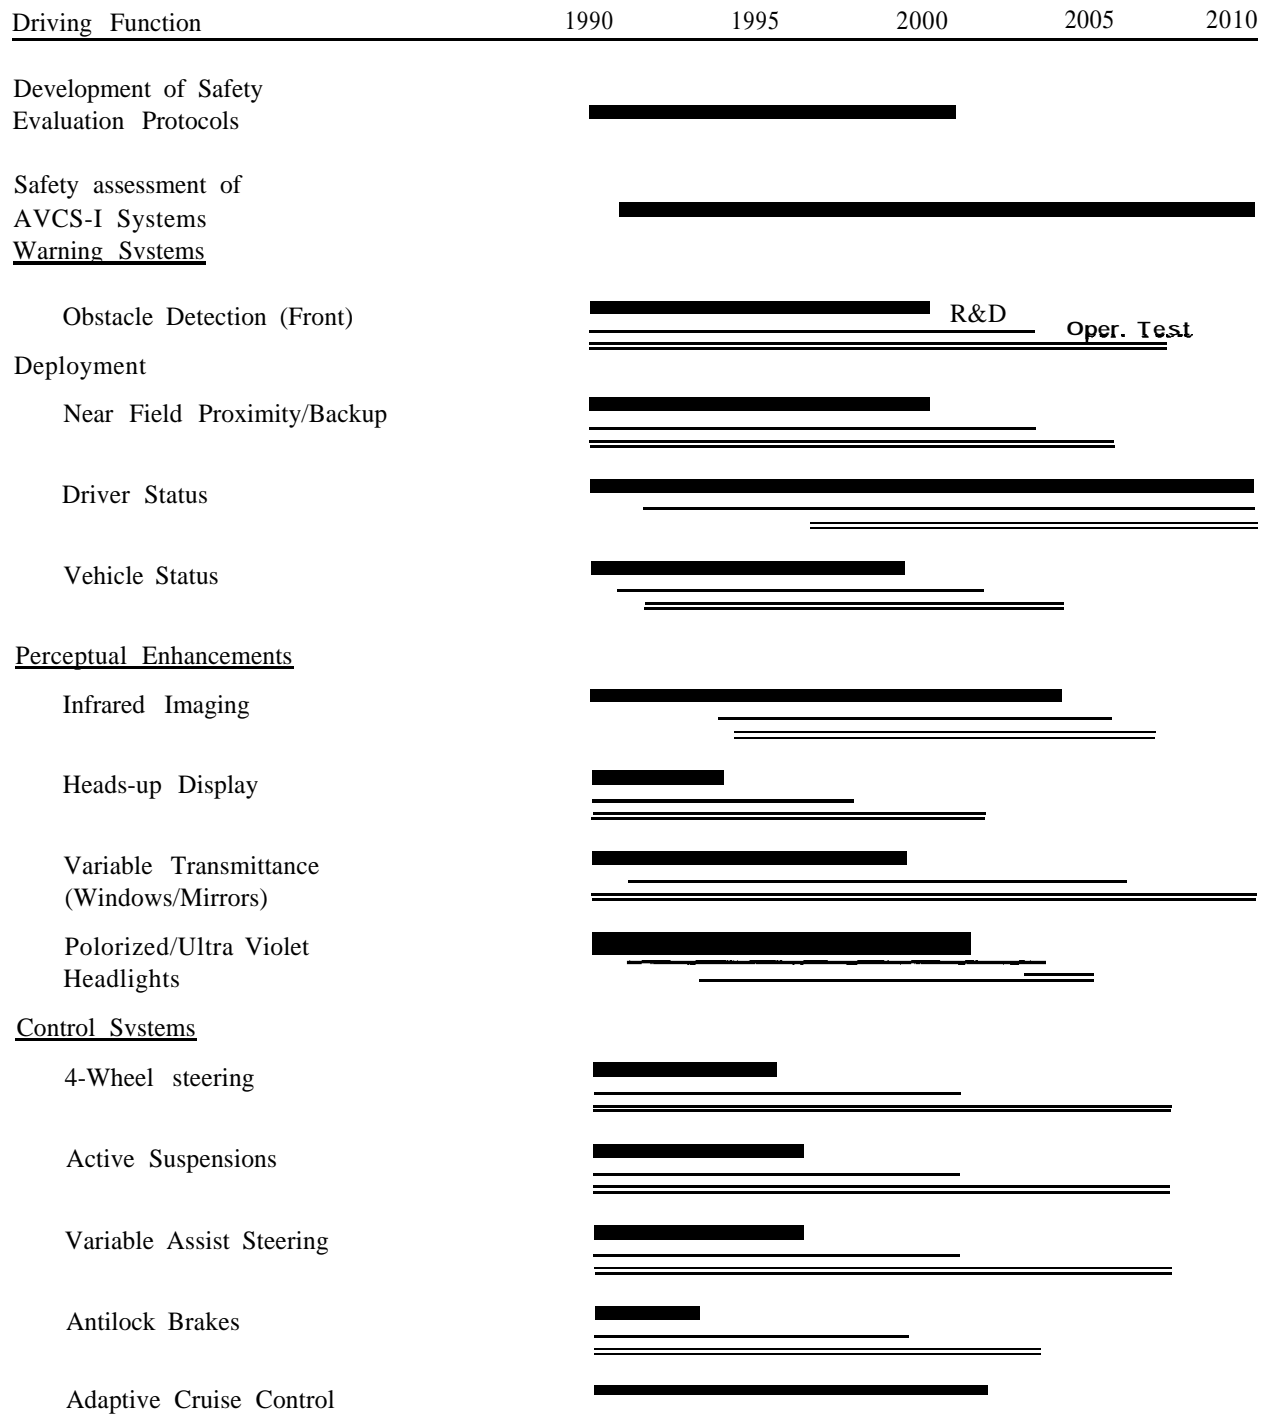 Driving Function 1990 1995 2000 2005 2010
Development of Safety
Evaluation Protocols
Safety assessment of
AVCS-I Systems
Warning Systems
Obstacle Detection (Front) R&D
Oper. Test
Deployment
Near Field Proximity/Backup
Driver Status
Vehicle Status
Perceptual Enhancements
Infrared Imaging
Heads-up Display
Variable Transmittance
(Windows/Mirrors)
Polorized/Ultra Violet
Headlights
Control Systems
4-Wheel steering
Active Suspensions
Variable Assist Steering
Antilock Brakes
Adaptive Cruise Control